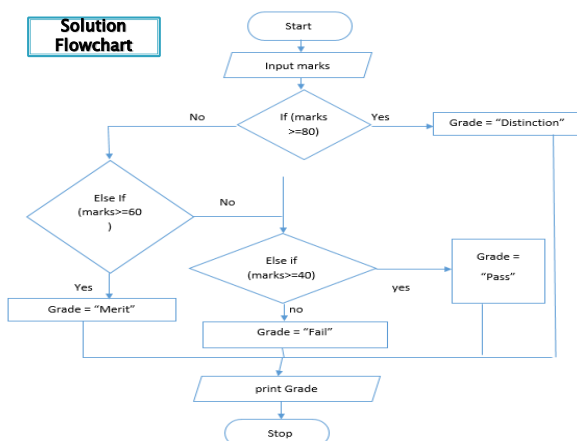 Solution
Flowchart
Start
Input marks
If (marks
>=80)
No
Yes
Grade = “Distinction”
Else If
(marks>=60
)
No
Yes
Grade = “Merit”
Else if
(marks>=40)
yes
Grade =
“Pass”
no
Grade = “Fail”
print Grade
Stop